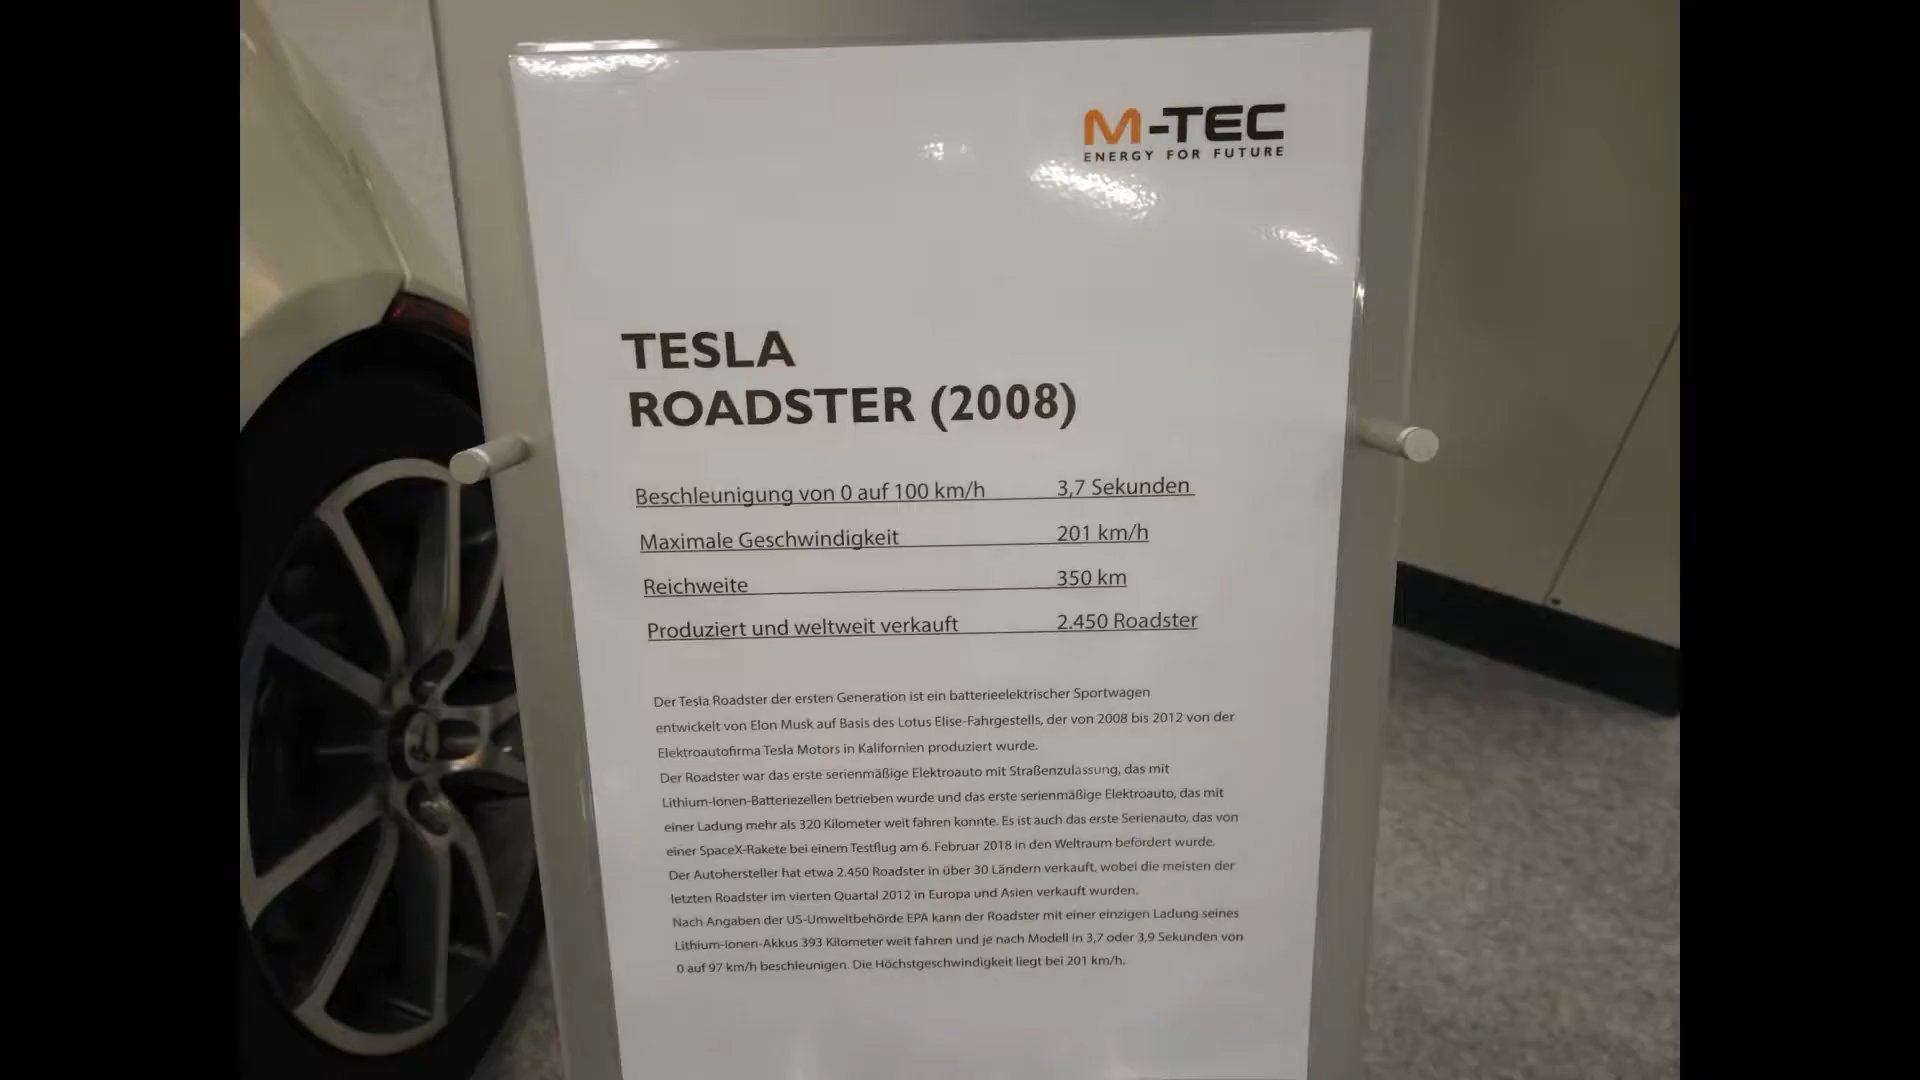 M-TEC
ENERGY FOR FUTURE
TESLA
ROADSTER (2008)
Beschleunigung von 0 auf 100 km/h 3,7 Sekunden
Maximale Geschwindigkeit 201 km/h
Reichweite 350 km
Produziert und weltweit verkauft 2.450 Roadster
Der Tesla Roadster der ersten Generation ist ein batterieelektrischer Sportwagen
entwickelt von Elon Musk auf Basis des Lotus Elise-Fahrgestells, der von 2008 bis 2012 von der
Elektroautofirma Tesla Motors in Kalifornien produziert wurde.
Der Roadster war das erste serienmäßige Elektroauto mit Straßenzulassung, das mit
Lithium-Ionen-Batteriezellen betrieben wurde und das erste serienmäßige Elektroauto, das mit
einer Ladung mehr als 320 Kilometer weit fahren konnte. Es ist auch das erste Serienauto, das von
einer SpaceX-Rakete bei einem Testflug am 6. Februar 2018 in den Weltraum befördert wurde.
Der Autohersteller hat etwa 2.450 Roadster in über 30 Ländern verkauft, wobei die meisten der
letzten Roadster im vierten Quartal 2012 in Europa und Asien verkauft wurden.
Nach Angaben der US-Umweltbehörde EPA kann der Roadster mit einer einzigen Ladung seines
Lithium-Ionen-Akkus 393 Kilometer weit fahren und je nach Modell in 3,7 oder 3,9 Sekunden von
0 auf 97 km/h beschleunigen. Die Höchstgeschwindigkeit liegt bei 201 km/h.